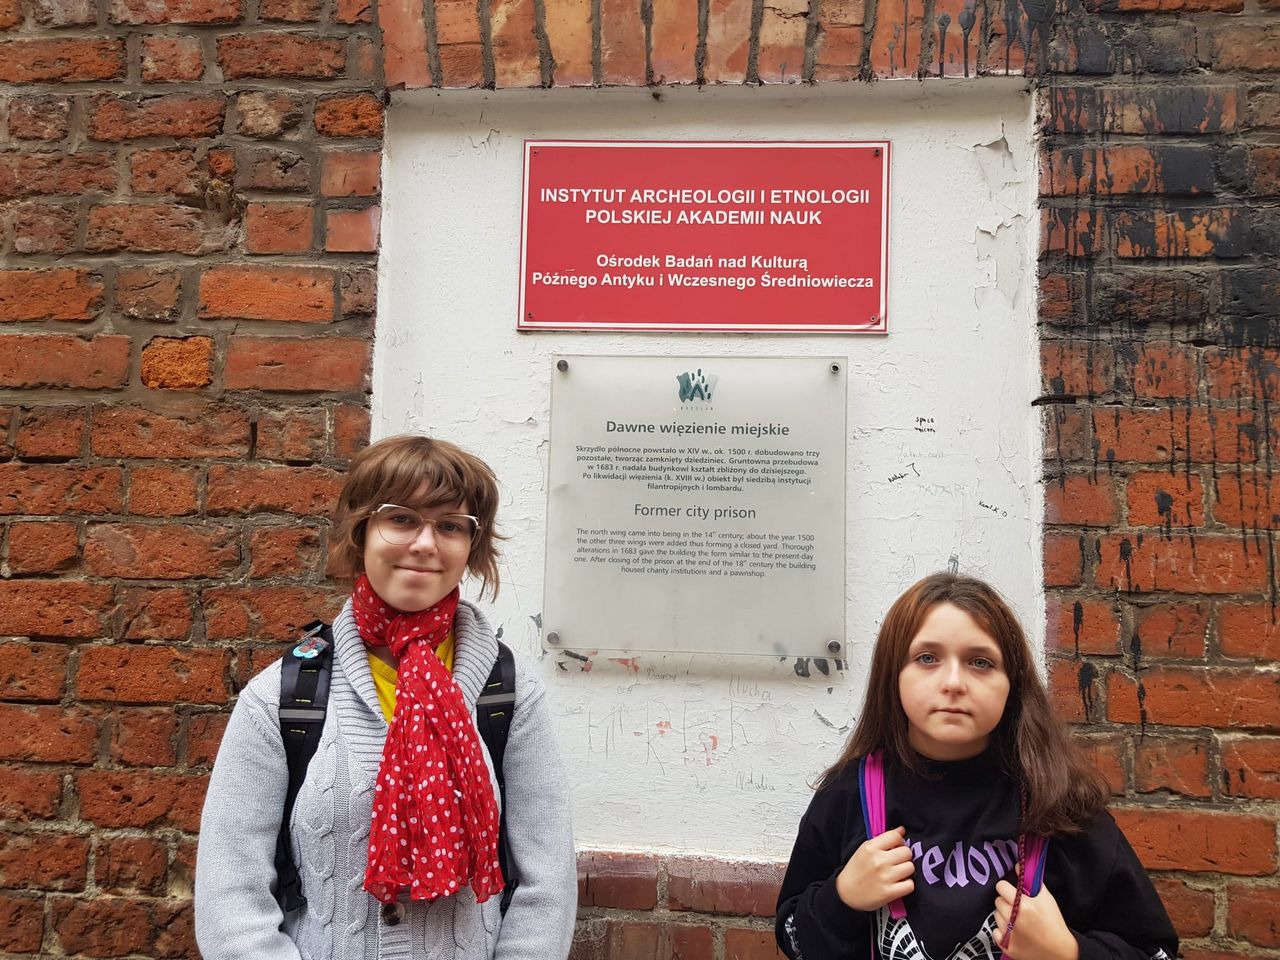 INSTYTUT ARCHEOLOGII I ETNOLOGII
POLSKIEJ AKADEMII NAUK
Ośrodek Badań nad Kulturą
Późnego Antyku i Wczesnego Średniowiecza
WROCŁAW
Dawne więzienie miejskie
Skrzydło północne powstało w XIV w., ok. 1500 r. dobudowano trzy
pozostałe, tworząc zamknięty dziedziniec. Gruntowna przebudowa
w 1683 r. nadała budynkowi kształt zbliżony do dzisiejszego.
Po likwidacji więzienia (k. XVIII w.) obiekt był siedzibą instytucji
filantropijnych i lombardu.
Former city prison
The north wing came into being in the 14th century; about the year 1500
the other three wings were added thus forming a closed yard. Thorough
alterations in 1683 gave the building the form similar to the present-day
one. After closing of the prison at the end of the 18th century the building
housed charity institutions and a pawnshop.
space
Klucha
Natalia
redom